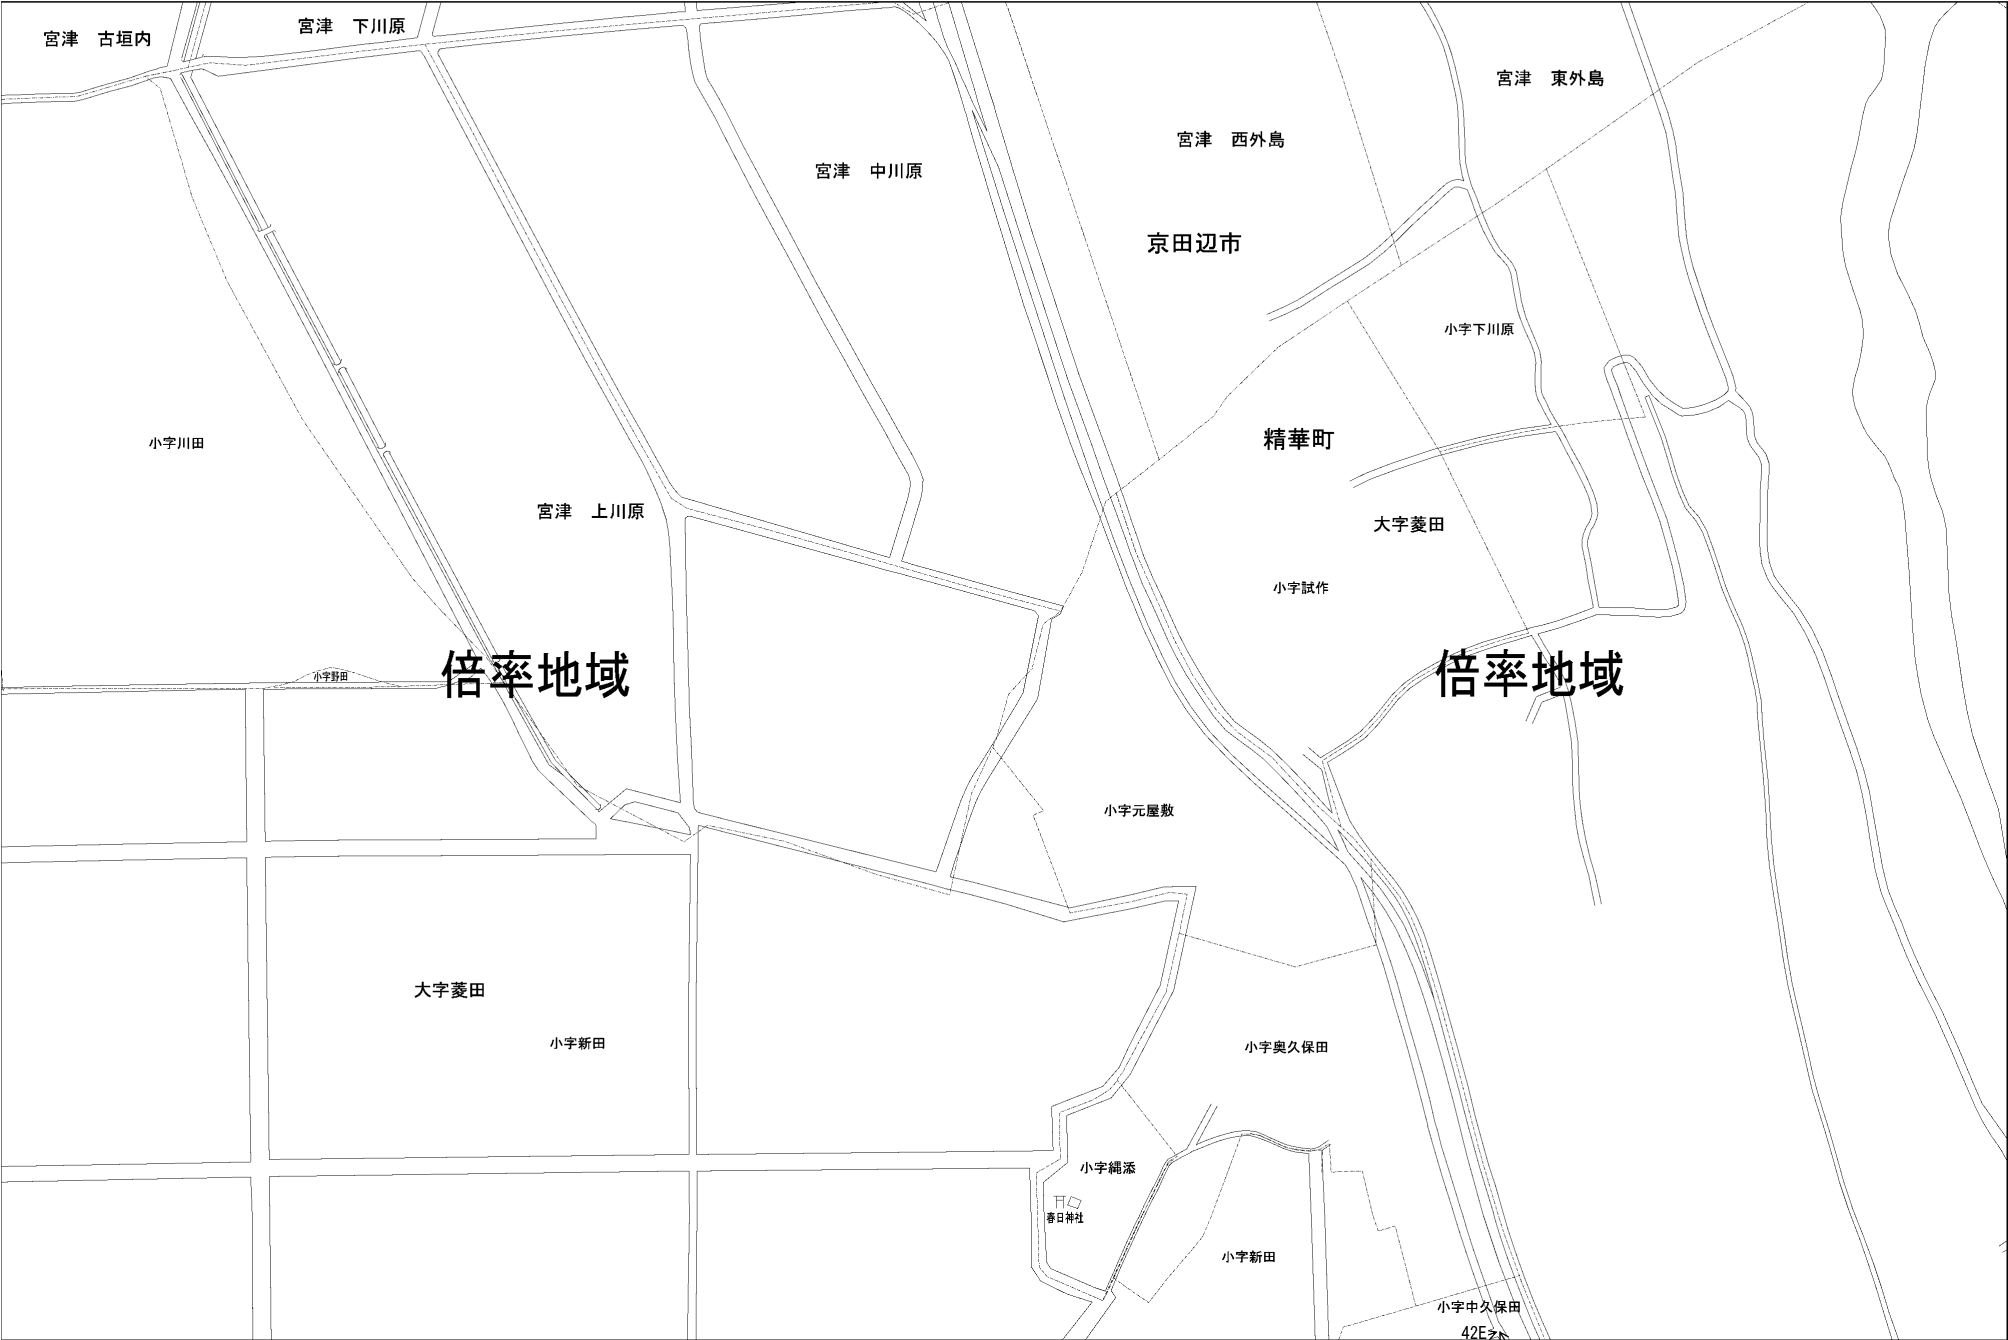 宮津　下川原
宮津　古垣内
宮津　東外島
宮津　西外島
宮津　中川原
京田辺市
小字下川原
精華町
小字川田
宮津　上川原
大字菱田
小字試作
倍率地域
倍率地域
小字野田
小字元屋敷
大字菱田
小字新田
小字奥久保田
小字縄添
春日神社
小字新田
小字中久保田
42E